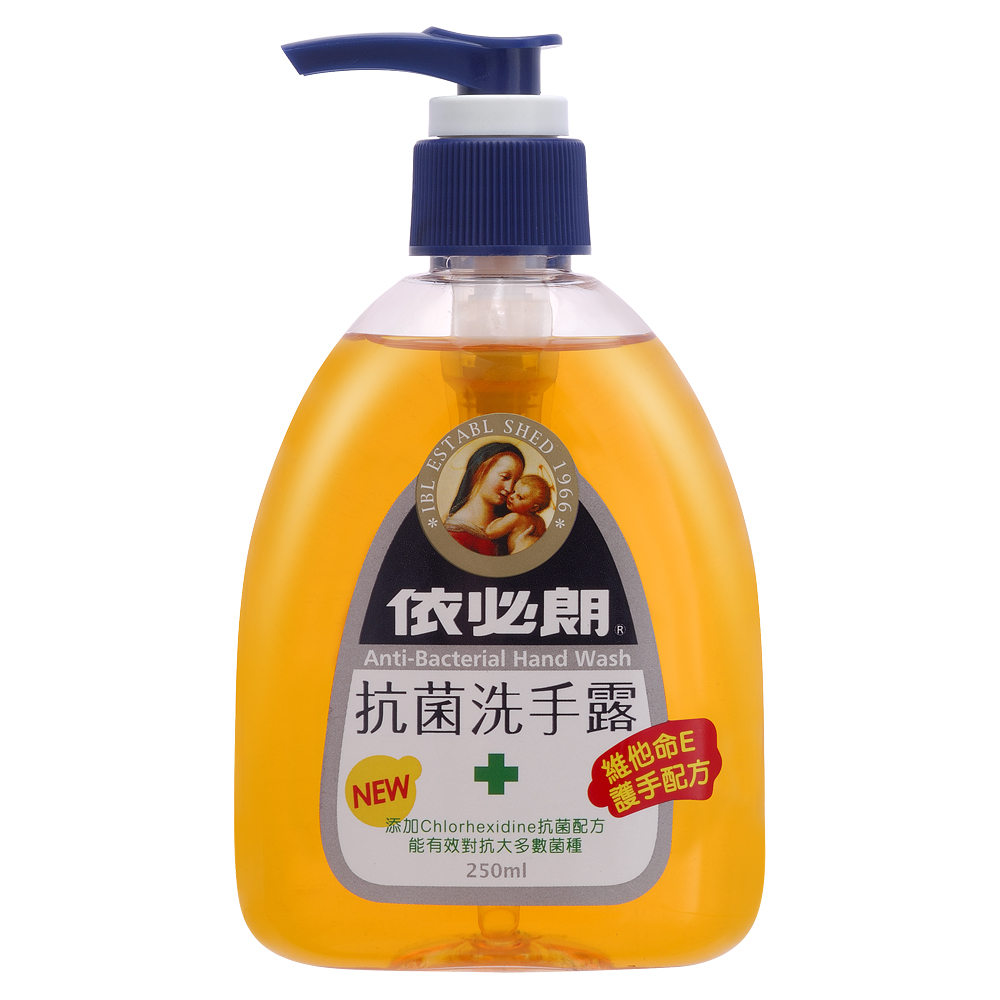 *IBL ESTABL SHED 1966*
依必朗®
Anti-Bacterial Hand Wash
抗菌洗手露
NEW
維他命E
護手配方
添加Chlorhexidine抗菌配方
能有效對抗大多數菌種
250ml